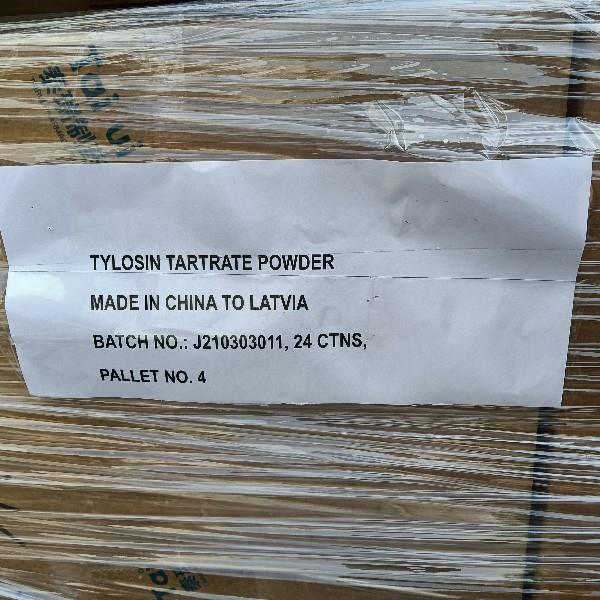 TYLOSIN TARTRATE POWDER
MADE IN CHINA TO LATVIA
BATCH NO.: J210303011, 24 CTNS,
PALLET NO. 4